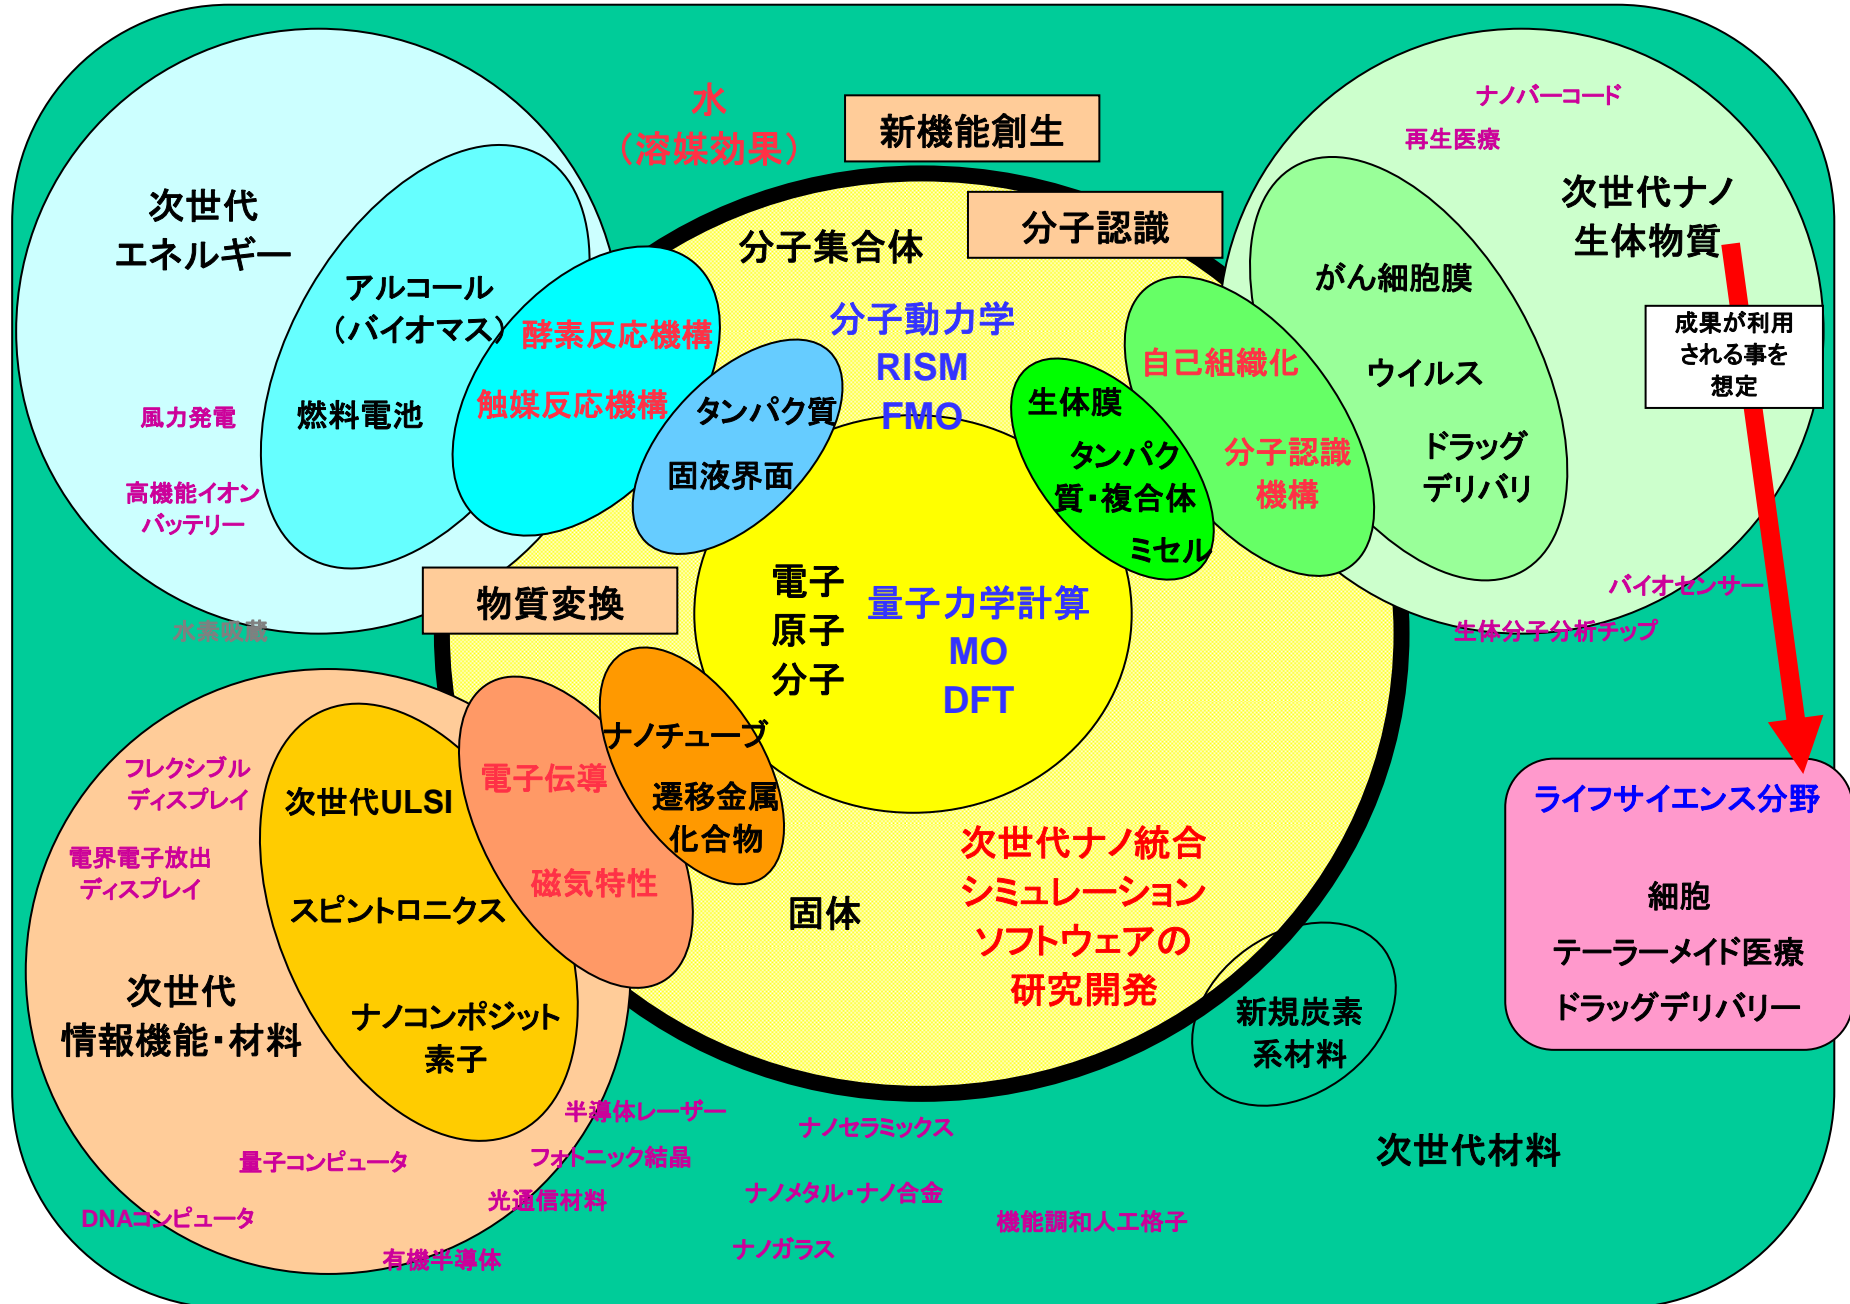 水
（溶媒効果）
新機能創生
分子認識
分子集合体
分子動力学
RISM
FMO
次世代
エネルギー
アルコール
（バイオマス）
燃料電池
風力発電
高機能イオン
バッテリー
水素吸蔵
酵素反応機構
触媒反応機構
タンパク質
固液界面
物質変換
電子
原子
分子
量子力学計算
MO
DFT
生体膜
タンパク
質・複合体
ミセル
自己組織化
分子認識
機構
ナノバーコード
再生医療
次世代ナノ
生体物質
がん細胞膜
ウイルス
ドラッグ
デリバリ
成果が利用
される事を
想定
バイオセンサー
生体分子分析チップ
ライフサイエンス分野
細胞
テーラーメイド医療
ドラッグデリバリー
ナノチューブ
遷移金属
化合物
電子伝導
磁気特性
次世代ULSI
スピントロニクス
ナノコンポジット
素子
フレクシブル
ディスプレイ
電界電子放出
ディスプレイ
次世代
情報機能・材料
固体
次世代ナノ統合
シミュレーション
ソフトウェアの
研究開発
新規炭素
系材料
次世代材料
半導体レーザー
フォトニック結晶
光通信材料
量子コンピュータ
DNAコンピュータ
有機半導体
ナノセラミックス
ナノメタル・ナノ合金
ナノガラス
機能調和人工格子